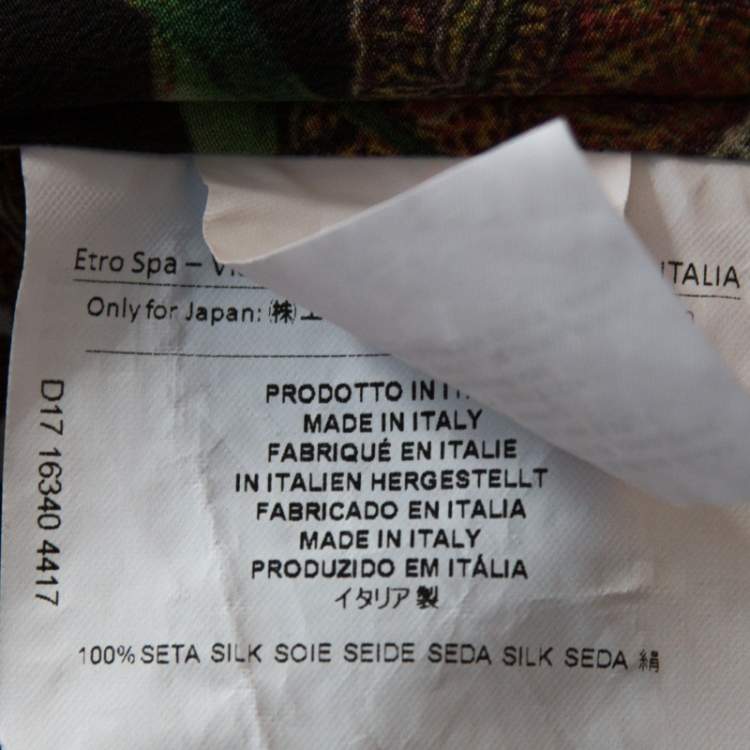 Etro Spa –
ITALIA
Only for Japan: ㈱エ
PRODOTTO IN
MADE IN ITALY
FABRIQUÉ EN ITALIE
IN ITALIEN HERGESTELLT
FABRICADO EN ITALIA
MADE IN ITALY
PRODUZIDO EM ITÁLIA
イタリア製
100% SETA SILK SOIE SEIDE SEDA SILK SEDA 絹
D17 16340 4417